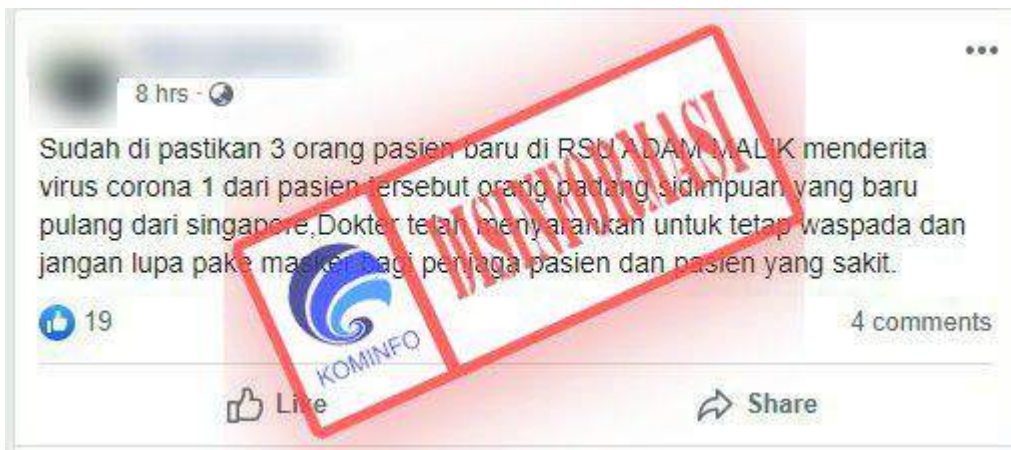 8 hrs ·
Sudah di pastikan 3 orang pasien baru di RSU ADAM MALIK menderita
virus corona 1 dari pasien tersebut orang padang sidimpuan yang baru
pulang dari singapore,Dokter telah menyarankan untuk tetap waspada dan
jangan lupa pake masker bagi penjaga pasien dan pasien yang sakit.
DISINFORMASI
KOMINFO
19
4 comments
Like
Share